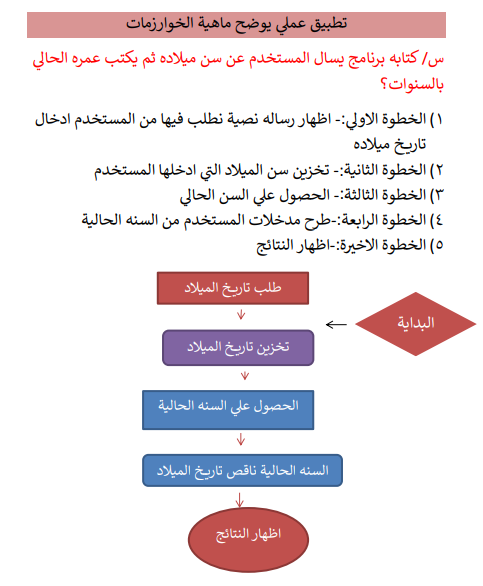 تطبيق عملي يوضح ماهية الخوارزمات
س/ كتابه برنامج يسال المستخدم عن سن ميلاده ثم يكتب عمره الحالي
بالسنوات؟
١) الخطوة الاولي:- اظهار رساله نصية نطلب فيها من المستخدم ادخال
تاريخ ميلاده
٢) الخطوة الثانية:- تخزين سن الميلاد التي ادخلها المستخدم
٣) الخطوة الثالثة:- الحصول علي السن الحالي
٤) الخطوة الرابعة:-طرح مدخلات المستخدم من السنه الحالية
٥) الخطوة الاخيرة:-اظهار النتائج
طلب تاريخ الميلاد
البداية
تخزين تاريخ الميلاد
الحصول علي السنه الحالية
السنه الحالية ناقص تاريخ الميلاد
اظهار النتائج